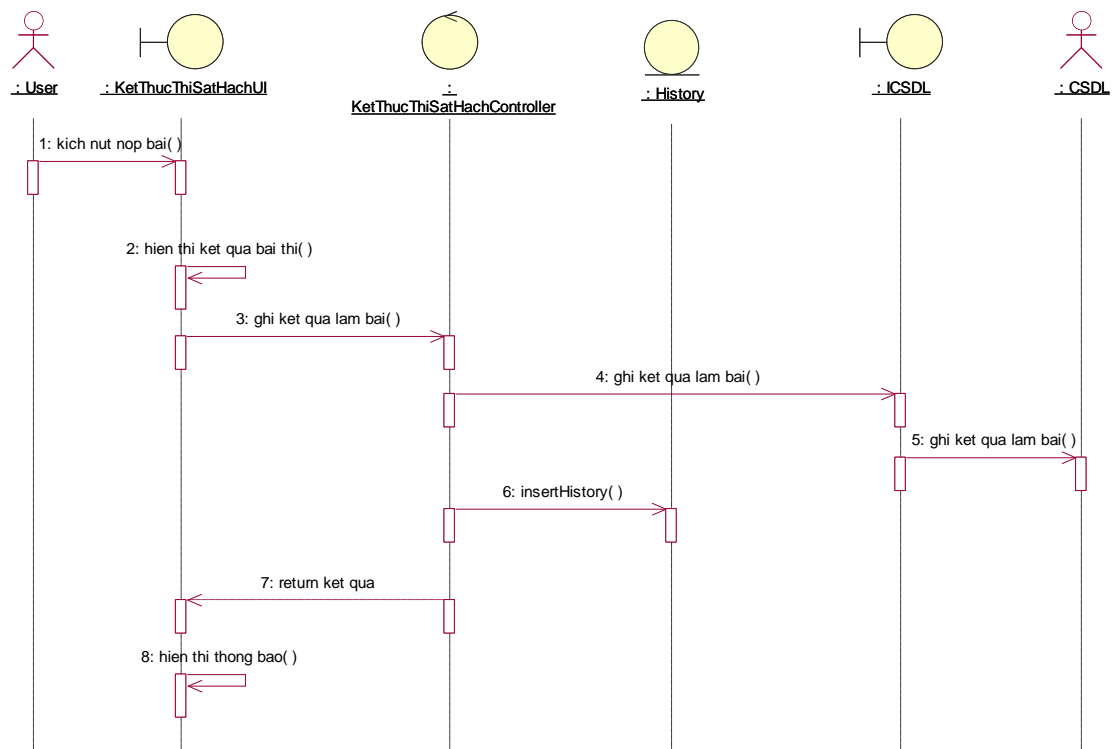 : User
: KetThucThiSatHachUI
:
KetThucThiSatHachController
: History
: ICSDL
: CSDL
1: kich nut nop bai( )
2: hien thi ket qua bai thi( )
3: ghi ket qua lam bai( )
4: ghi ket qua lam bai( )
5: ghi ket qua lam bai( )
6: insertHistory( )
7: return ket qua
8: hien thi thong bao( )